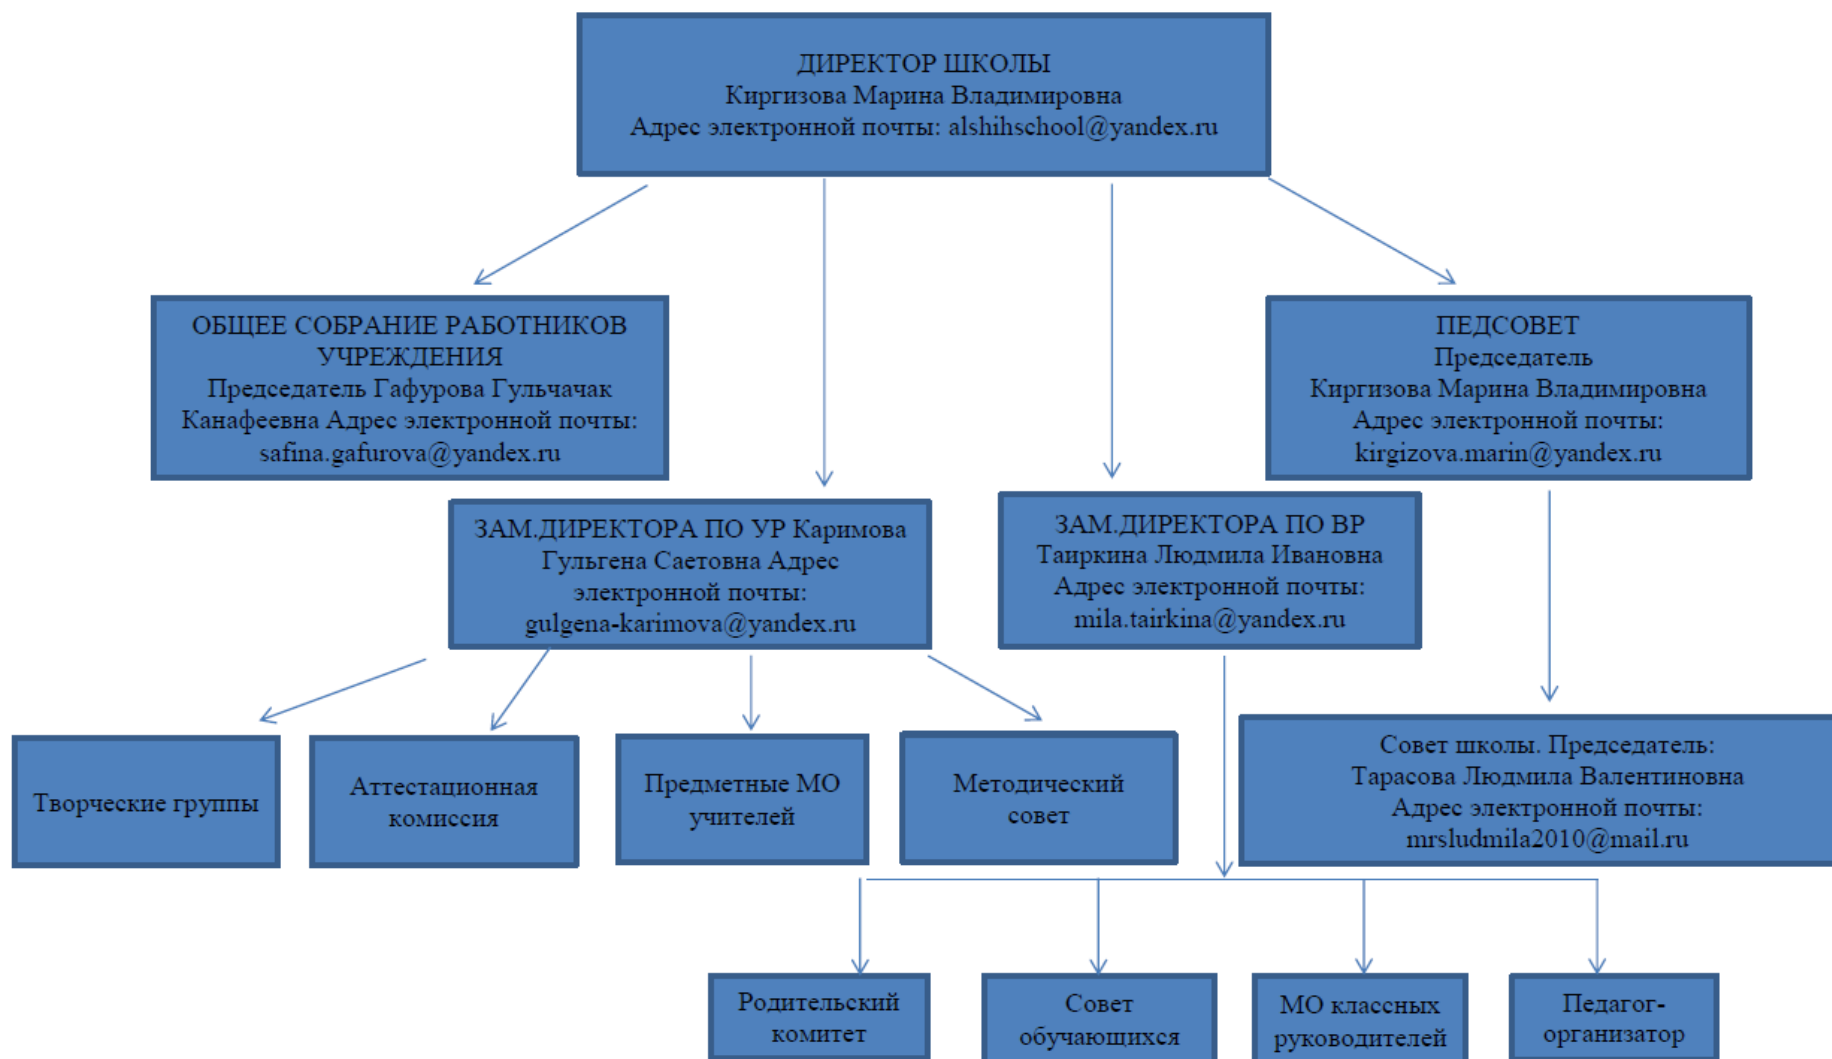 ДИРЕКТОР ШКОЛЫ
Киргизова Марина Владимировна
Адрес электронной почты: alshihschool@yandex.ru
ОБЩЕЕ СОБРАНИЕ РАБОТНИКОВ
УЧРЕЖДЕНИЯ
Председатель Гафурова Гульчачак
Канафеевна Адрес электронной почты:
safina.gafurova@yandex.ru
ПЕДСОВЕТ
Председатель
Киргизова Марина Владимировна
Адрес электронной почты:
kirgizova.marin@yandex.ru
ЗАМ.ДИРЕКТОРА ПО УР Каримова
Гульгена Саетовна Адрес
электронной почты:
gulgena-karimova@yandex.ru
ЗАМ.ДИРЕКТОРА ПО ВР
Таиркина Людмила Ивановна
Адрес электронной почты:
mila.tairkina@yandex.ru
Творческие группы
Аттестационная
комиссия
Предметные МО
учителей
Методический
совет
Совет школы. Председатель:
Тарасова Людмила Валентиновна
Адрес электронной почты:
mrsludmila2010@mail.ru
Родительский
комитет
Совет
обучающихся
МО классных
руководителей
Педагог-
организатор